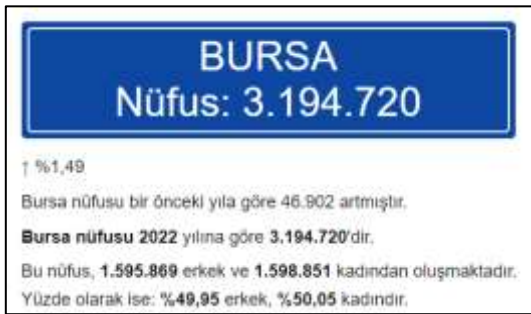 BURSA
Nüfus: 3.194.720
↑ %1,49
Bursa nüfusu bir önceki yıla göre 46.902 artmıştır.
Bursa nüfusu 2022 yılına göre 3.194.720'dir.
Bu nüfus, 1.595.869 erkek ve 1.598.851 kadından oluşmaktadır.
Yüzde olarak ise: %49,95 erkek, %50,05 kadındır.